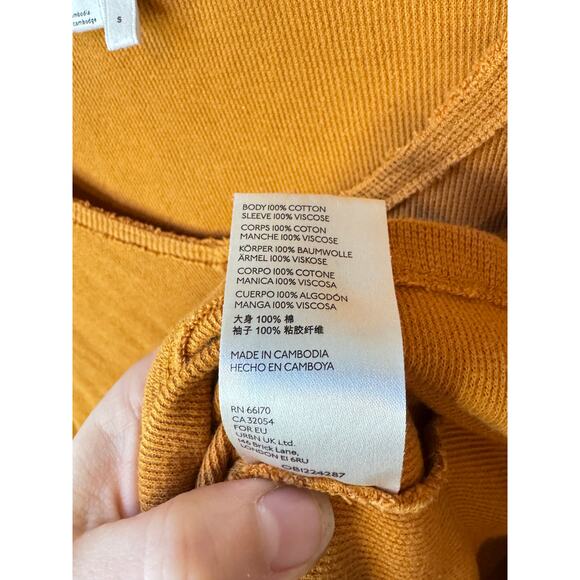 Cambodia
Cambodge
S
BODY 100% COTTON
SLEEVE 100% VISCOSE
CORPS 100% COTON
MANCHE 100% VISCOSE
KÖRPER 100% BAUMWOLLE
ÄRMEL 100% VISKOSE
CORPO 100% COTONE
MANICA 100% VISCOSA
CUERPO 100% ALGODÓN
MANGA 100% VISCOSA
大身 100% 棉
袖子 100% 粘胶纤维
MADE IN CAMBODIA
HECHO EN CAMBOYA
RN 66170
CA 32054
FOR EU
URBN UK Ltd.
146 Brick Lane,
LONDON E1 6RU
OB1224287